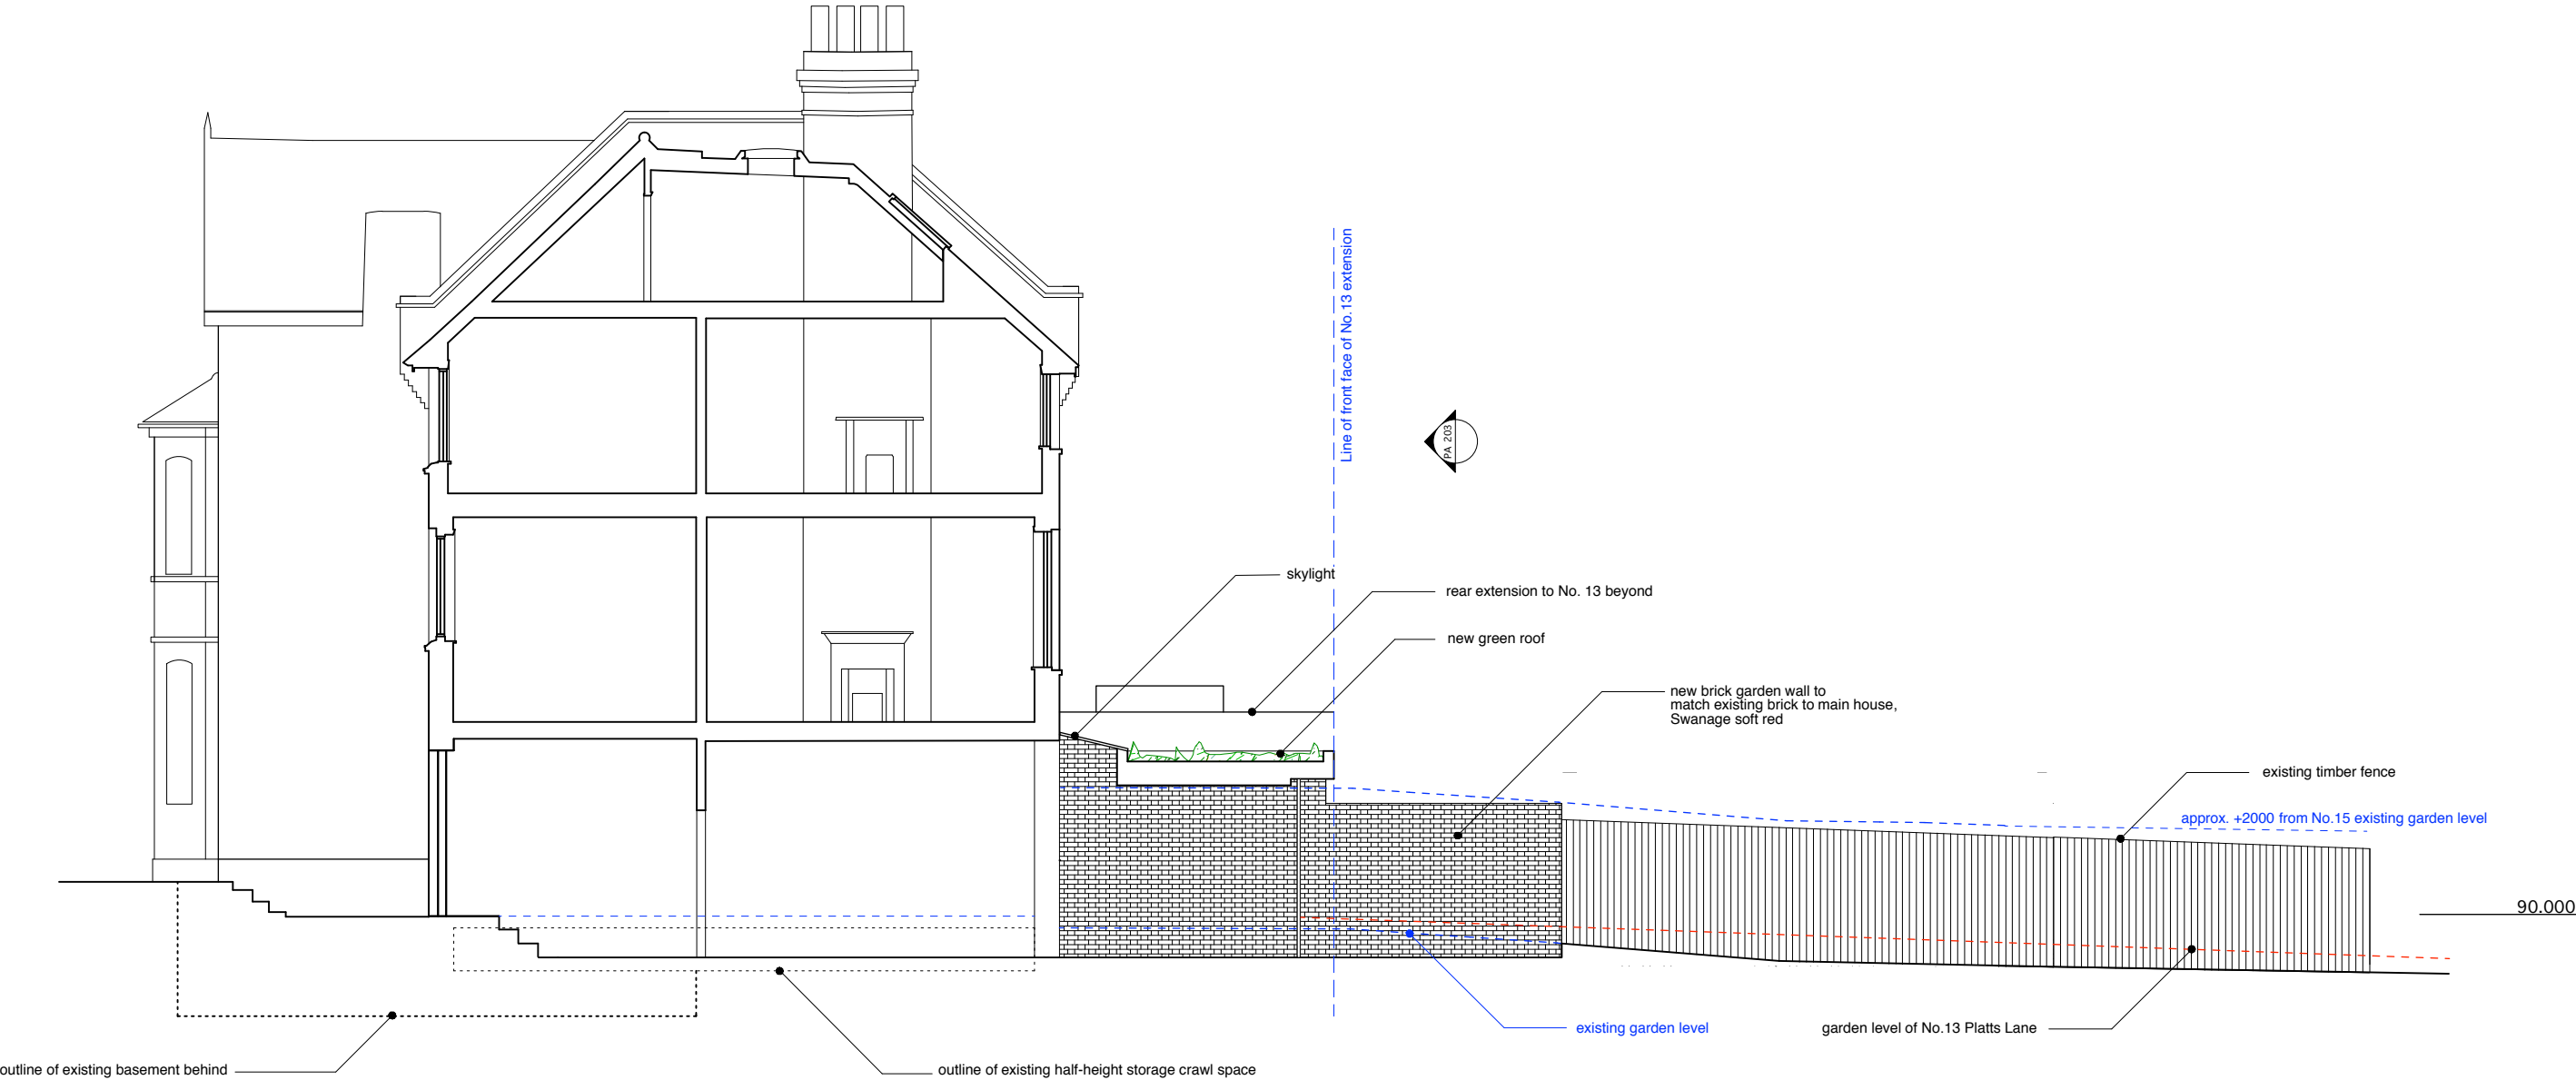 Line of front face of No.13 extension
PA 203
skylight
rear extension to No. 13 beyond
new green roof
new brick garden wall to
match existing brick to main house,
Swanage soft red
existing timber fence
approx. +2000 from No.15 existing garden level
90.000
existing garden level
garden level of No.13 Platts Lane
outline of existing basement behind
outline of existing half-height storage crawl space